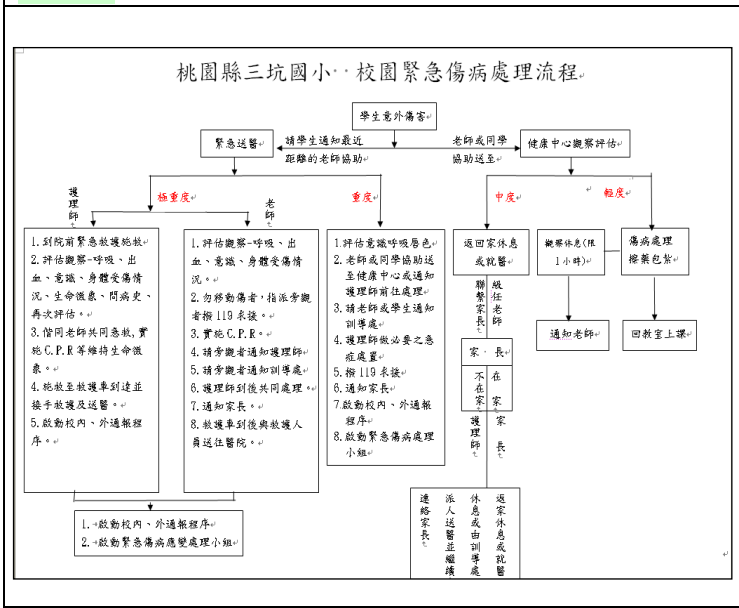 桃園縣三坑國小‥校園緊急傷病處理流程
學生意外傷害
緊急送醫
請學生通知最近
距離的老師協助
老師或同學
協助送至
健康中心觀察評估
護理師
極重度
老師
重度
中度
輕度
1.到院前緊急救護施救
2.評估觀察-呼吸、出
血、意識、身體受傷情
況、生命徵象、問病史、
再次評估。
3.偕同老師共同急救,實
施C.P.R等維持生命徵
象。
4.施救至救護車到達並
接手救護及送醫。
5.啟動校內、外通報程
序。
1.評估觀察-呼吸、出
血、意識、身體受傷情
況。
2.勿移動傷者,指派旁觀
者撥119求援。
3.實施C.P.R。
4.請旁觀者通知護理師
5.請旁觀者通知訓導處
6.護理師到後共同處理。
7.通知家長。
8.救護車到後與救護人
員送往醫院。
1.評估意識呼吸唇色
2.老師或同學協助送
至健康中心或通知
護理師前往處理
3.請老師或學生通知
訓導處
4.護理師做必要之急
症處置
5.撥119求援
6.通知家長
7.啟動校內、外通報
程序
8.啟動緊急傷病處理
小組
返回家休息
或就醫
觀察休息(限
1小時)
傷病處理
擦藥包紮
級任老師
聯繫家長
通知老師
回教室上課
家‧長
在家
不在家
家長
護理師
返家休息或就醫
休息或由訓導處
派人送醫並繼續
連絡家長
1.→啟動校內、外通報程序
2.→啟動緊急傷病應變處理小組